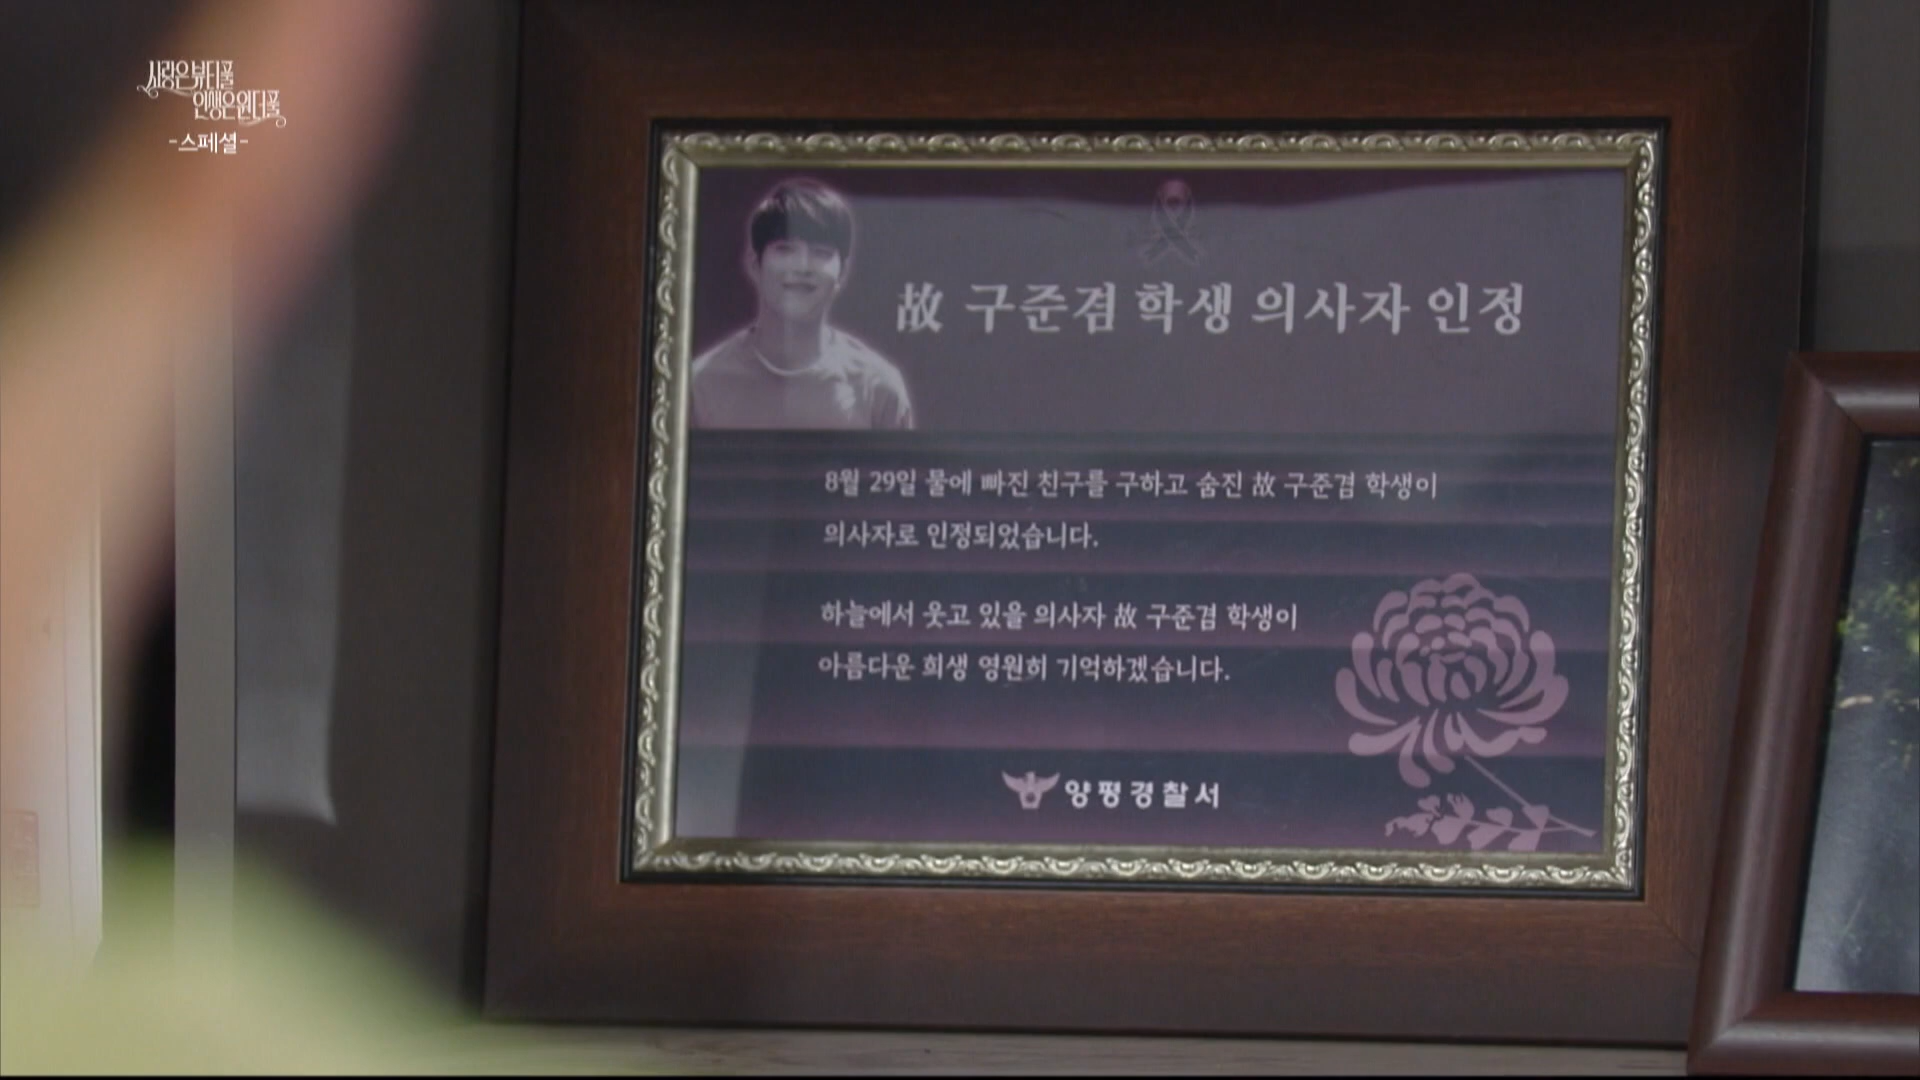 사랑은 뷰티풀
인생은 원더풀
-스페셜-
故 구준겸 학생 의사자 인정
8월 29일 물에 빠진 친구를 구하고 숨진 故 구준겸 학생이
의사자로 인정되었습니다.
하늘에서 웃고 있을 의사자 故 구준겸 학생이
아름다운 희생 영원히 기억하겠습니다.
양평경찰서